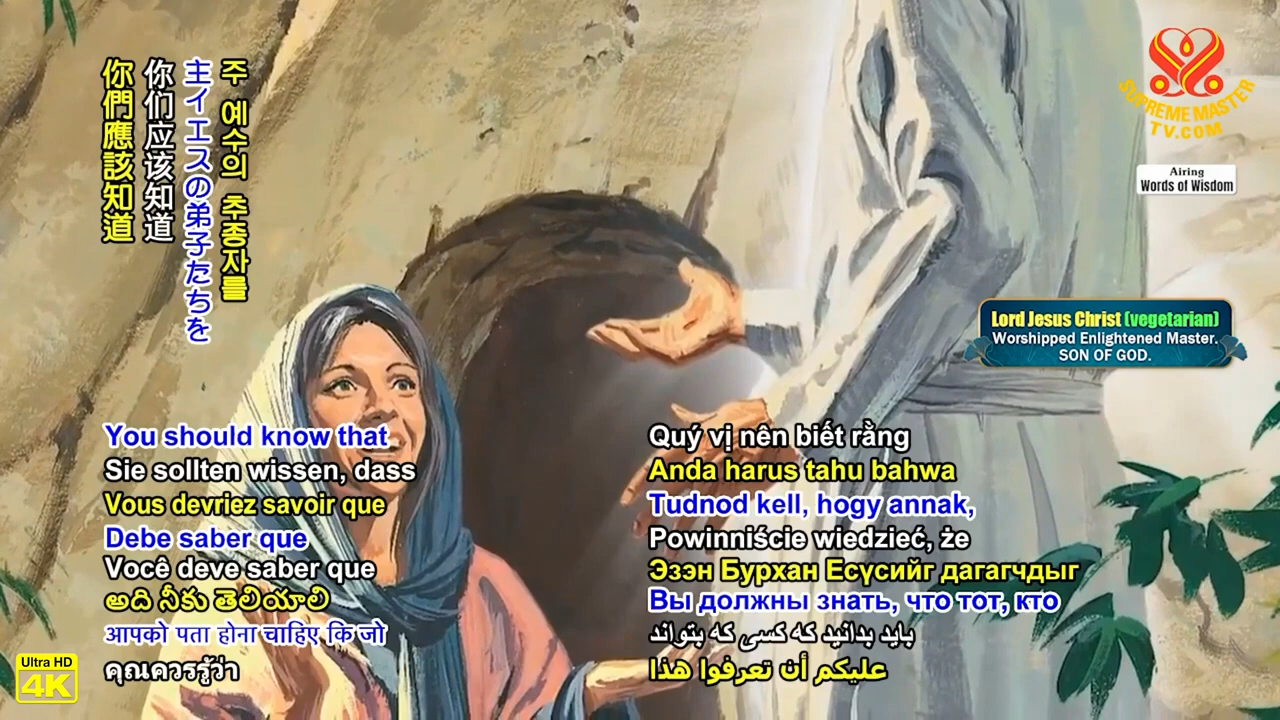 你們應該知道
你们应该知道
主イエスの弟子たちを
주 예수의 추종자를
SUPREME MASTER
TV.COM
Airing
Words of Wisdom
Lord Jesus Christ (vegetarian)
Worshipped Enlightened Master.
SON OF GOD.
You should know that
Sie sollten wissen, dass
Vous devriez savoir que
Debe saber que
Você deve saber que
అది నీకు తెలియాలి
आपको पता होना चाहिए कि जो
คุณควรรู้ว่า
Quý vị nên biết rằng
Anda harus tahu bahwa
Tudnod kell, hogy annak,
Powinniście wiedzieć, że
Эзэн Бурхан Есүсийг дагагчдыг
Вы должны знать, что тот, кто
باید بدانید که کسی که بتواند
عليكم أن تعرفوا هذا
Ultra HD
4K